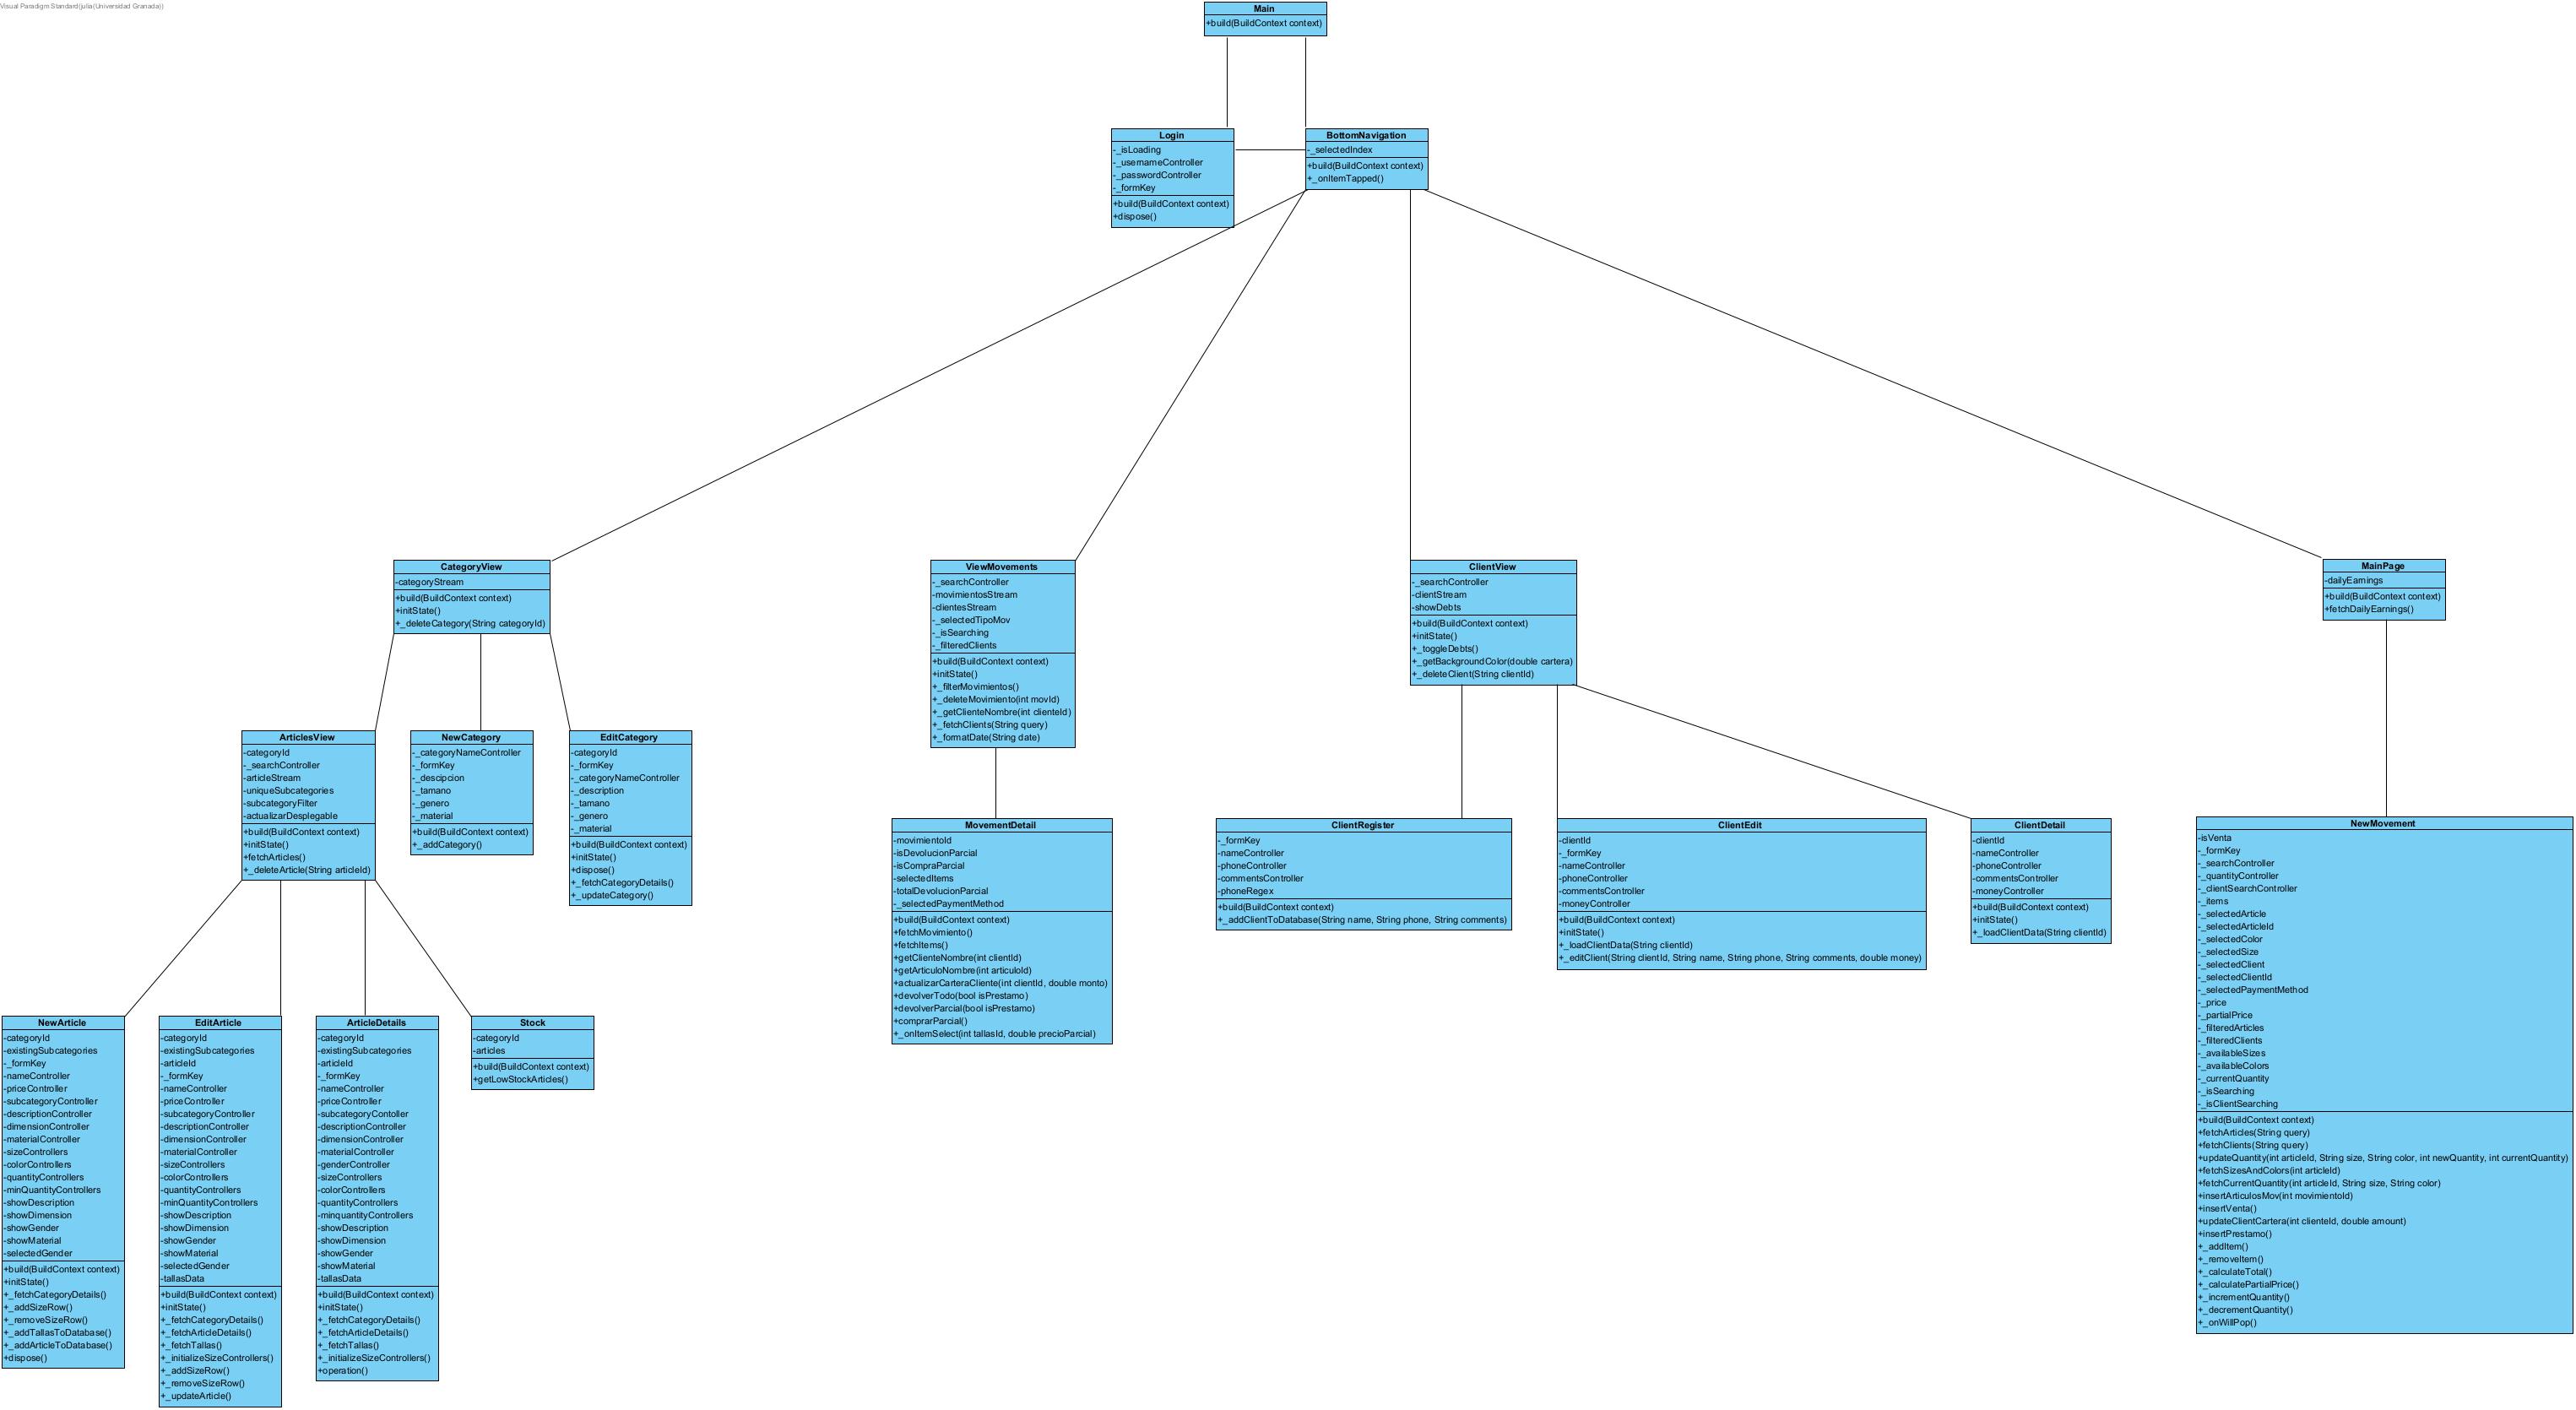 Visual Paradigm Standard(julia(Universidad Granada))
Main
+build(BuildContext context)
Login
-_isLoading
-_usernameController
-_passwordController
-_formKey
+build(BuildContext context)
+dispose()
BottomNavigation
-_selectedIndex
+build(BuildContext context)
+_onItemTapped()
CategoryView
-categoryStream
+build(BuildContext context)
+initState()
+_deleteCategory(String categoryId)
ViewMovements
-_searchController
-movimientosStream
-clientesStream
-_selectedTipoMov
-_isSearching
-_filteredClients
+build(BuildContext context)
+initState()
+_filterMovimientos()
+_deleteMovimiento(int movId)
+_getClienteNombre(int clienteId)
+_fetchClients(String query)
+_formatDate(String date)
ClientView
-_searchController
-clientStream
-showDebts
+build(BuildContext context)
+initState()
+_toggleDebts()
+_getBackgroundColor(double cartera)
+_deleteClient(String clientId)
MainPage
-dailyEarnings
+build(BuildContext context)
+fetchDailyEarnings()
ArticlesView
-categoryId
-_searchController
-articleStream
-uniqueSubcategories
-subcategoryFilter
-actualizarDesplegable
+build(BuildContext context)
+initState()
+fetchArticles()
+_deleteArticle(String articleId)
NewCategory
-_categoryNameController
-_formKey
-_descipcion
-_tamano
-_genero
-_material
+build(BuildContext context)
+_addCategory()
EditCategory
-categoryId
-_formKey
-_categoryNameController
-_description
-_tamano
-_genero
-_material
+build(BuildContext context)
+initState()
+dispose()
+_fetchCategoryDetails()
+_updateCategory()
MovementDetail
-movimientoId
-isDevolucionParcial
-isCompraParcial
-selectedItems
-totalDevolucionParcial
-_selectedPaymentMethod
+build(BuildContext context)
+fetchMovimiento()
+fetchItems()
+getClienteNombre(int clientId)
+getArticuloNombre(int articuloId)
+actualizarCarteraCliente(int clientId, double monto)
+devolverTodo(bool isPrestamo)
+devolverParcial(bool isPrestamo)
+comprarParcial()
+_onItemSelect(int tallasId, double precioParcial)
ClientRegister
-_formKey
-nameController
-phoneController
-commentsController
-phoneRegex
+build(BuildContext context)
+_addClientToDatabase(String name, String phone, String comments)
ClientEdit
-clientId
-_formKey
-nameController
-phoneController
-commentsController
-moneyController
+build(BuildContext context)
+initState()
+_loadClientData(String clientId)
+_editClient(String clientId, String name, String phone, String comments, double money)
ClientDetail
-clientId
-nameController
-phoneController
-commentsController
-moneyController
+build(BuildContext context)
+initState()
+_loadClientData(String clientId)
NewMovement
-isVenta
-_formKey
-_searchController
-_quantityController
-_clientSearchController
-_items
-_selectedArticle
-_selectedArticleId
-_selectedColor
-_selectedSize
-_selectedClient
-_selectedClientId
-_selectedPaymentMethod
-_price
-_partialPrice
-_filteredArticles
-_filteredClients
-_availableSizes
-_availableColors
-_currentQuantity
-_isSearching
-_isClientSearching
+build(BuildContext context)
+fetchArticles(String query)
+fetchClients(String query)
+updateQuantity(int articleId, String size, String color, int newQuantity, int currentQuantity)
+fetchSizesAndColors(int articleId)
+fetchCurrentQuantity(int articleId, String size, String color)
+insertArticulosMov(int movimientoId)
+insertVenta()
+updateClientCartera(int clienteId, double amount)
+insertPrestamo()
+_addItem()
+_removeItem()
+_calculateTotal()
+_calculatePartialPrice()
+_incrementQuantity()
+_decrementQuantity()
+_onWillPop()
NewArticle
-categoryId
-existingSubcategories
-_formKey
-nameController
-priceController
-subcategoryController
-descriptionController
-dimensionController
-materialController
-sizeControllers
-colorControllers
-quantityControllers
-minQuantityControllers
-showDescription
-showDimension
-showGender
-showMaterial
-selectedGender
+build(BuildContext context)
+initState()
+_fetchCategoryDetails()
+_addSizeRow()
+_removeSizeRow()
+_addTallasToDatabase()
+_addArticleToDatabase()
+dispose()
EditArticle
-categoryId
-existingSubcategories
-articleId
-_formKey
-nameController
-priceController
-subcategoryController
-descriptionController
-dimensionController
-materialController
-sizeControllers
-colorControllers
-quantityControllers
-minQuantityControllers
-showDescription
-showDimension
-showGender
-showMaterial
-selectedGender
-tallasData
+build(BuildContext context)
+initState()
+_fetchCategoryDetails()
+_fetchArticleDetails()
+_fetchTallas()
+_initializeSizeControllers()
+_addSizeRow()
+_removeSizeRow()
+_updateArticle()
ArticleDetails
-categoryId
-existingSubcategories
-articleId
-_formKey
-nameController
-priceController
-subcategoryContoller
-descriptionController
-dimensionController
-materialController
-genderController
-sizeControllers
-colorControllers
-quantityControllers
-minquantityControllers
-showDescription
-showDimension
-showGender
-showMaterial
-tallasData
+build(BuildContext context)
+initState()
+_fetchCategoryDetails()
+_fetchArticleDetails()
+_fetchTallas()
+_initializeSizeControllers()
+operation()
Stock
-categoryId
-articles
+build(BuildContext context)
+getLowStockArticles()